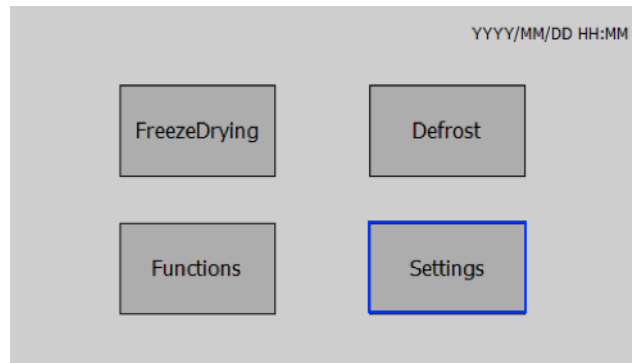 YYYY/MM/DD HH:MM
FreezeDrying
Defrost
Functions
Settings